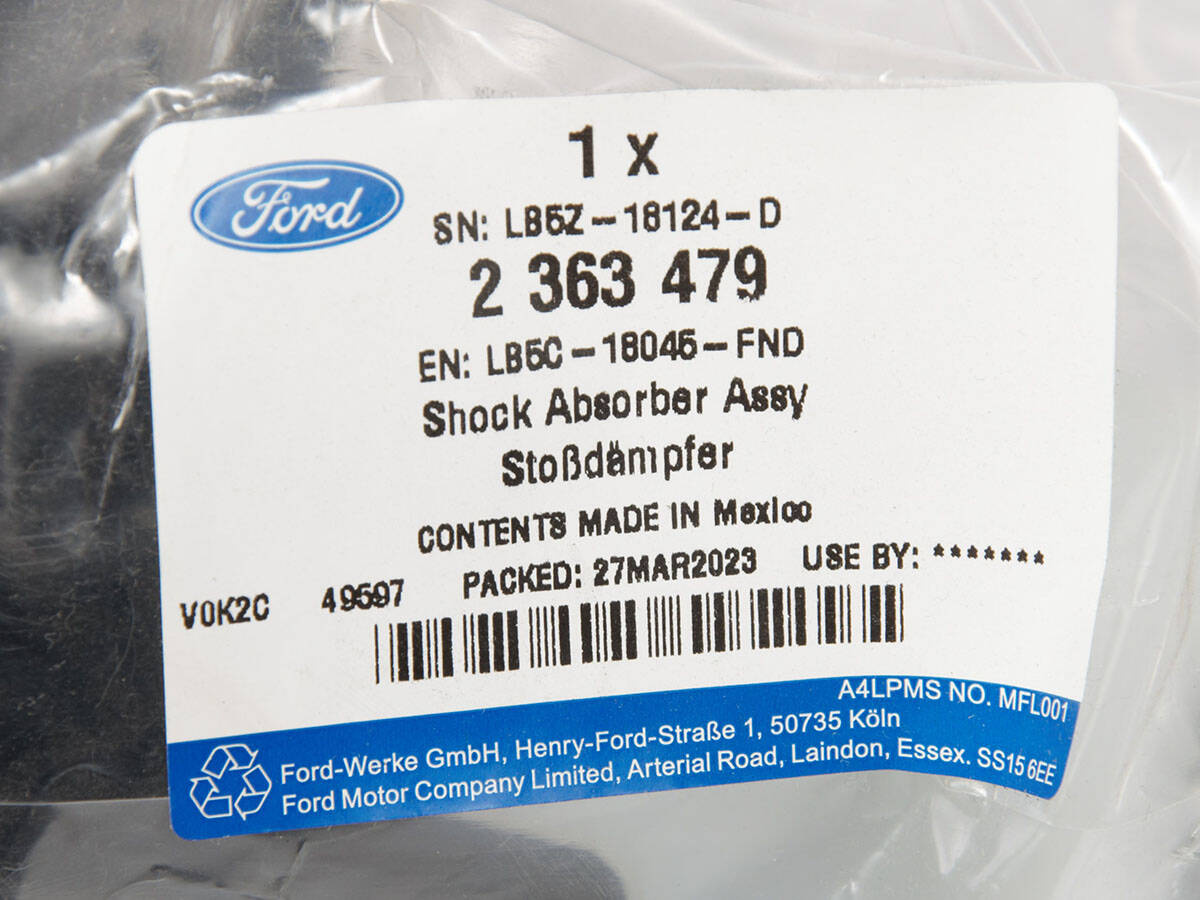 Ford
1 x
SN: LB5Z-18124-D
2 363 479
EN: LB5C-18045-FND
Shock Absorber Assy
Stoßdämpfer
CONTENTS MADE IN Mexico
V0K2C 49597 PACKED: 27MAR2023 USE BY: *******
A4LPMS NO. MFL001
Ford-Werke GmbH, Henry-Ford-Straße 1, 50735 Köln
Ford Motor Company Limited, Arterial Road, Laindon, Essex. SS15 6EE